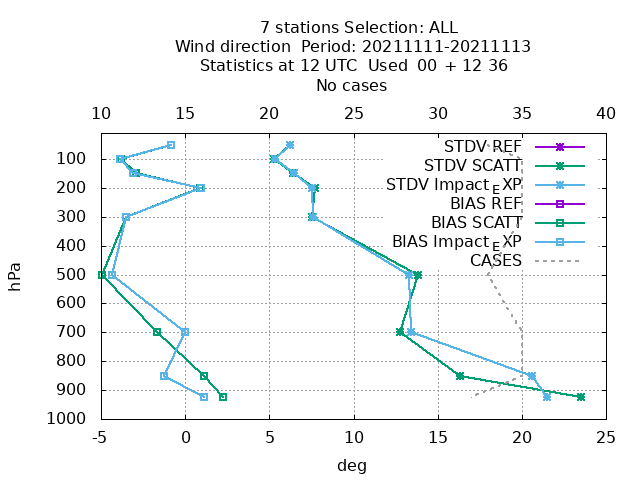 7 stations Selection: ALL
Wind direction  Period: 20211111-20211113
Statistics at 12 UTC  Used  00 + 12 36
No cases
10 15 20 25 30 35 40
STDV REF
STDV SCATT
STDV Impact_EXP
BIAS REF
BIAS SCATT
BIAS Impact_EXP
CASES
hPa
100
200
300
400
500
600
700
800
900
1000
-5 0 5 10 15 20 25
deg